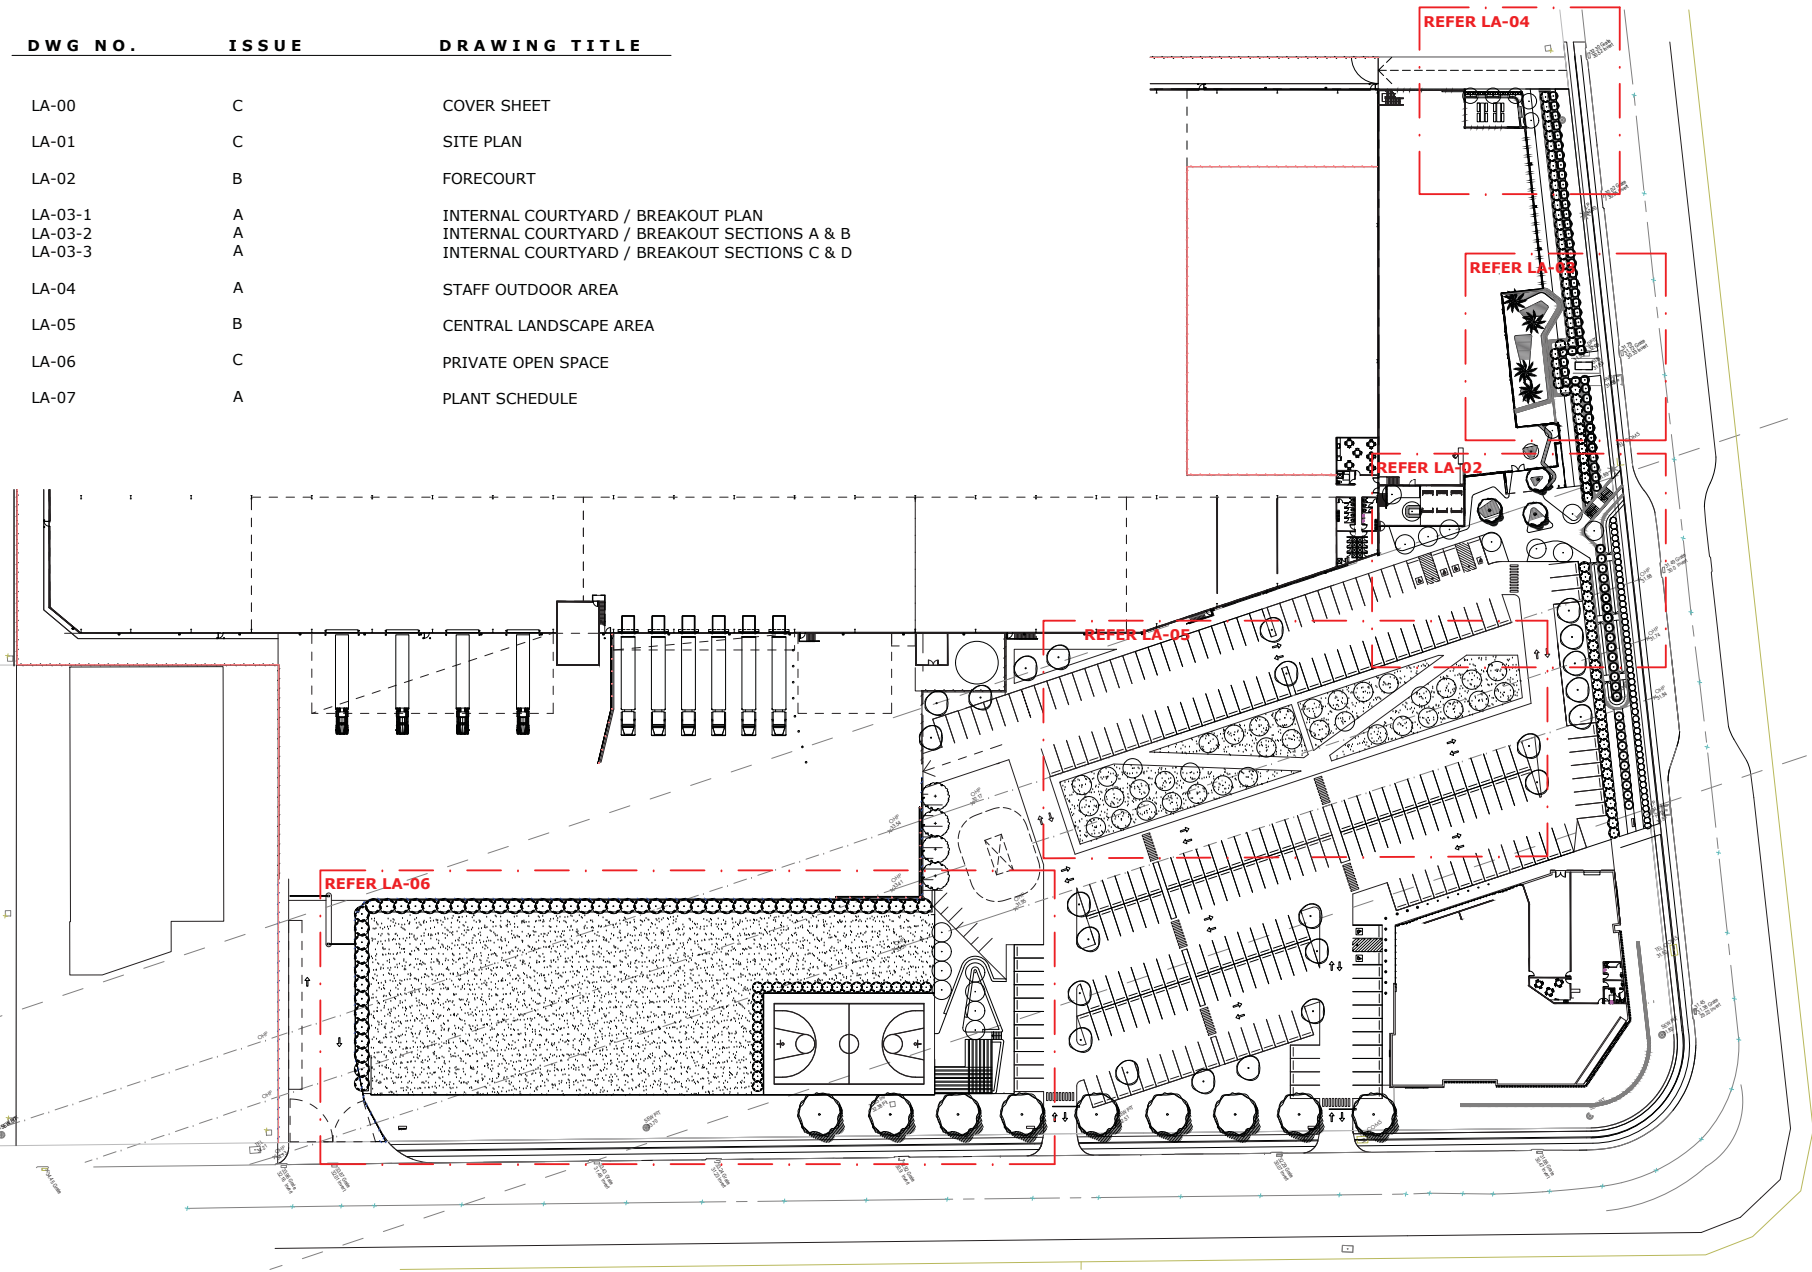 DWG NO. ISSUE DRAWING TITLE
LA-00 C COVER SHEET
LA-01 C SITE PLAN
LA-02 B FORECOURT
LA-03-1 A INTERNAL COURTYARD / BREAKOUT PLAN
LA-03-2 A INTERNAL COURTYARD / BREAKOUT SECTIONS A & B
LA-03-3 A INTERNAL COURTYARD / BREAKOUT SECTIONS C & D
LA-04 A STAFF OUTDOOR AREA
LA-05 B CENTRAL LANDSCAPE AREA
LA-06 C PRIVATE OPEN SPACE
LA-07 A PLANT SCHEDULE
REFER LA-04
REFER LA-03
REFER LA-02
REFER LA-05
REFER LA-06